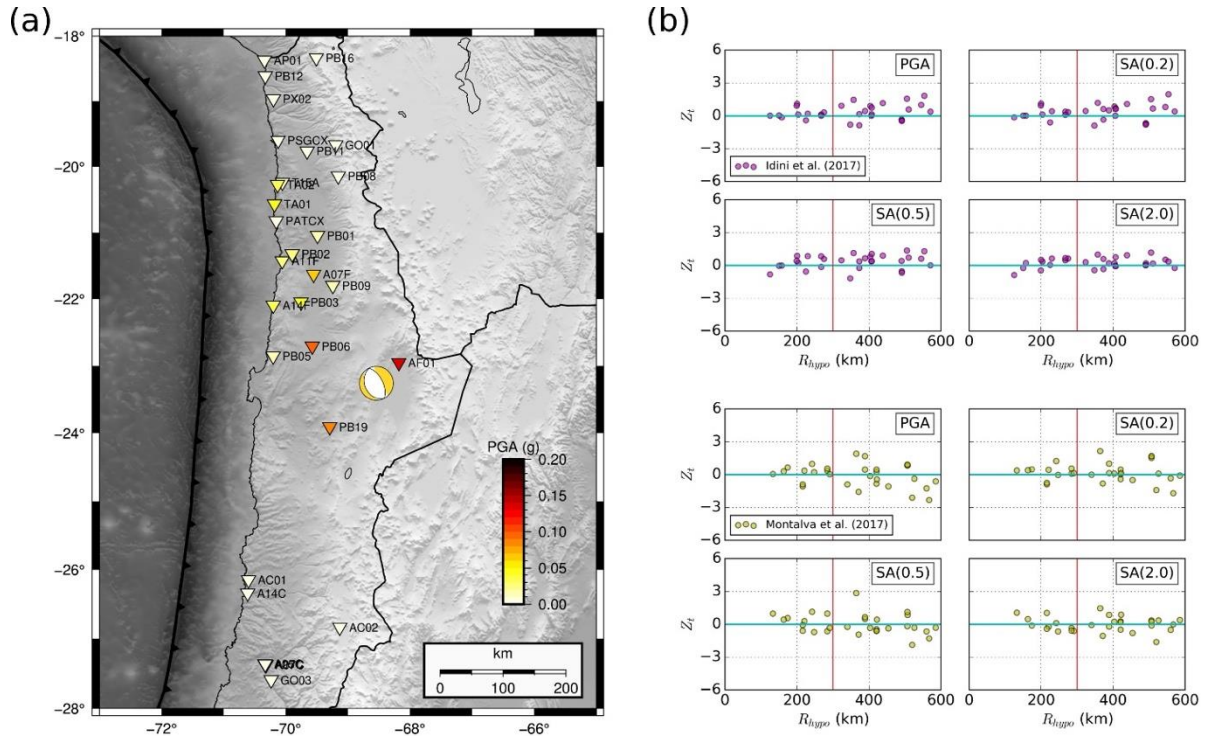 (a)
(b)
−18°
−20°
−22°
−24°
−26°
−28°
−72°
−70°
−68°
−66°
AP01
PB16
PB12
PX02
PSGCX
GO01
PB11
PB08
TA02
TA01
PATCX
PB01
PB02
A11F
A07F
PB09
PB03
A14F
PB06
PB05
AF01
PB19
AC01
A14C
AC02
GO03
PGA (g)
0.20
0.15
0.10
0.05
0.00
km
0 100 200
PGA
SA(0.2)
Idini et al. (2017)
SA(0.5)
SA(2.0)
Zt
6
3
0
−3
−6
Zt
6
3
0
−3
−6
0 200 400 600
0 200 400 600
Rhypo (km)
Rhypo (km)
PGA
SA(0.2)
Montalva et al. (2017)
SA(0.5)
SA(2.0)
Zt
6
3
0
−3
−6
Zt
6
3
0
−3
−6
0 200 400 600
0 200 400 600
Rhypo (km)
Rhypo (km)